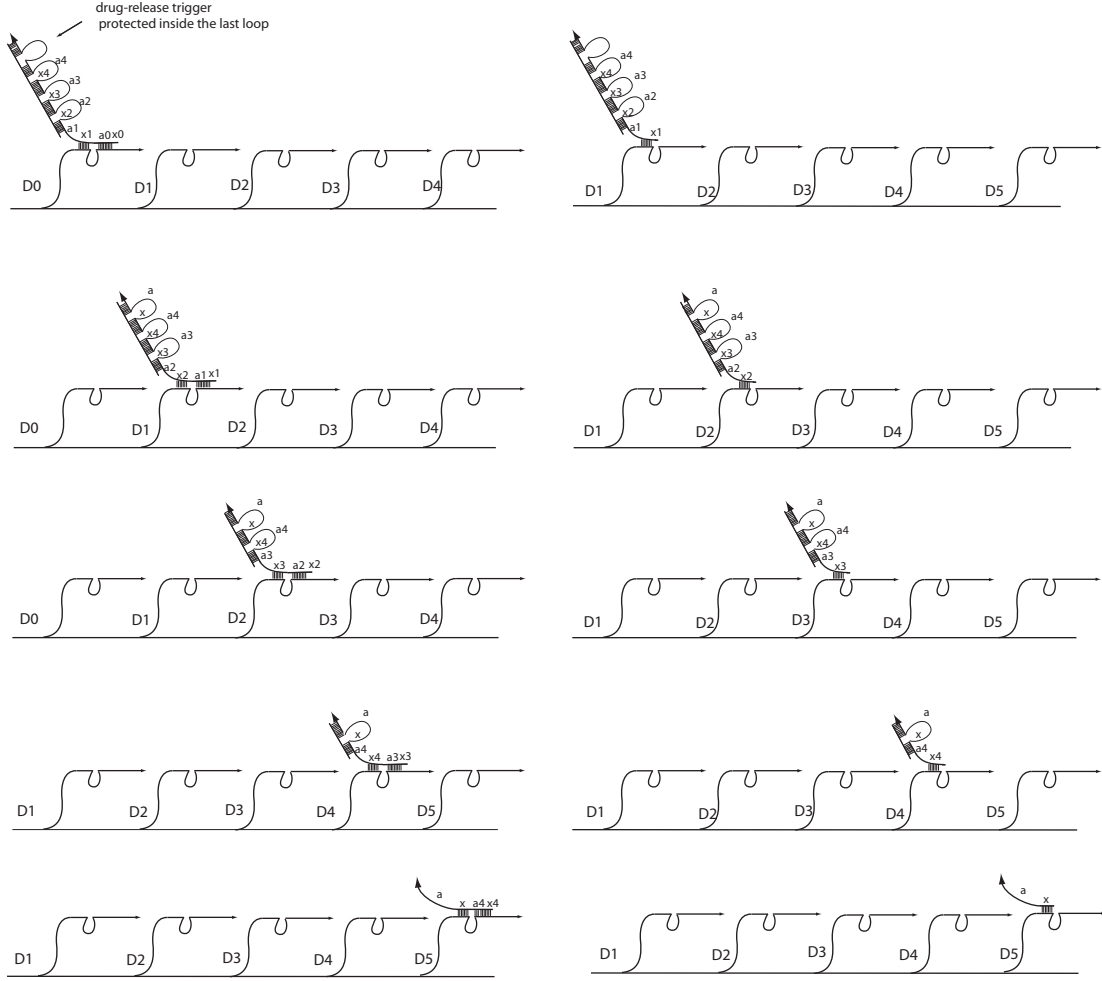 drug-release trigger
protected inside the last loop
a4
x4
a3
x3
a2
x2
a1
x1 a0 x0
D0 D1 D2 D3 D4
a4
x4
a3
x3
a2
x2
a1
x1
D1 D2 D3 D4 D5
a
x
a4
x4
a3
x3
a2
x2 a1 x1
D0 D1 D2 D3 D4
a
x
a4
x4
a3
x3
a2
x2
D1 D2 D3 D4 D5
a
x
a4
x4
a3
x3 a2 x2
D0 D1 D2 D3 D4
a
x
a4
x4
a3
x3
D1 D2 D3 D4 D5
a
x
a4
x4 a3 x3
D1 D2 D3 D4 D5
a
x
a4
x4
D1 D2 D3 D4 D5
a
x a4 x4
D1 D2 D3 D4 D5
a
x
D1 D2 D3 D4 D5